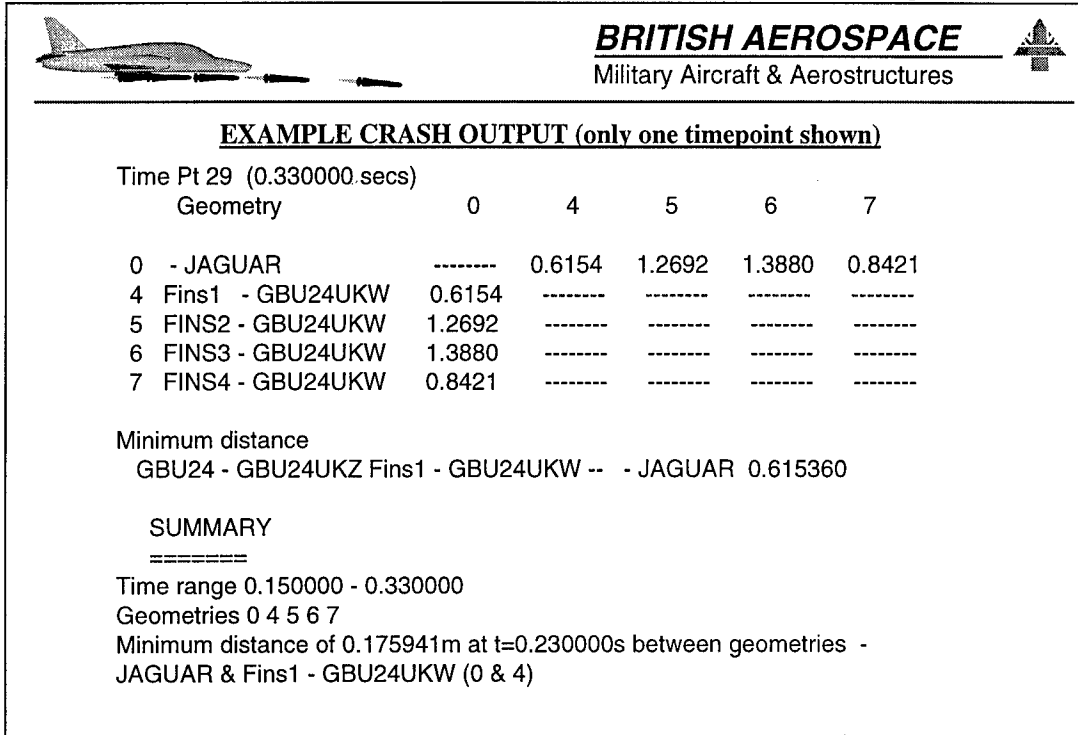 BRITISH AEROSPACE
Military Aircraft & Aerostructures
EXAMPLE CRASH OUTPUT (only one timepoint shown)
Time Pt 29 (0.330000 secs)
Geometry 0 4 5 6 7
0 - JAGUAR -------- 0.6154 1.2692 1.3880 0.8421
4 Fins1 - GBU24UKW 0.6154 -------- -------- -------- --------
5 FINS2 - GBU24UKW 1.2692 -------- -------- -------- --------
6 FINS3 - GBU24UKW 1.3880 -------- -------- -------- --------
7 FINS4 - GBU24UKW 0.8421 -------- -------- -------- --------
Minimum distance
GBU24 - GBU24UKZ Fins1 - GBU24UKW -- - JAGUAR 0.615360
SUMMARY
=======
Time range 0.150000 - 0.330000
Geometries 0 4 5 6 7
Minimum distance of 0.175941m at t=0.230000s between geometries -
JAGUAR & Fins1 - GBU24UKW (0 & 4)